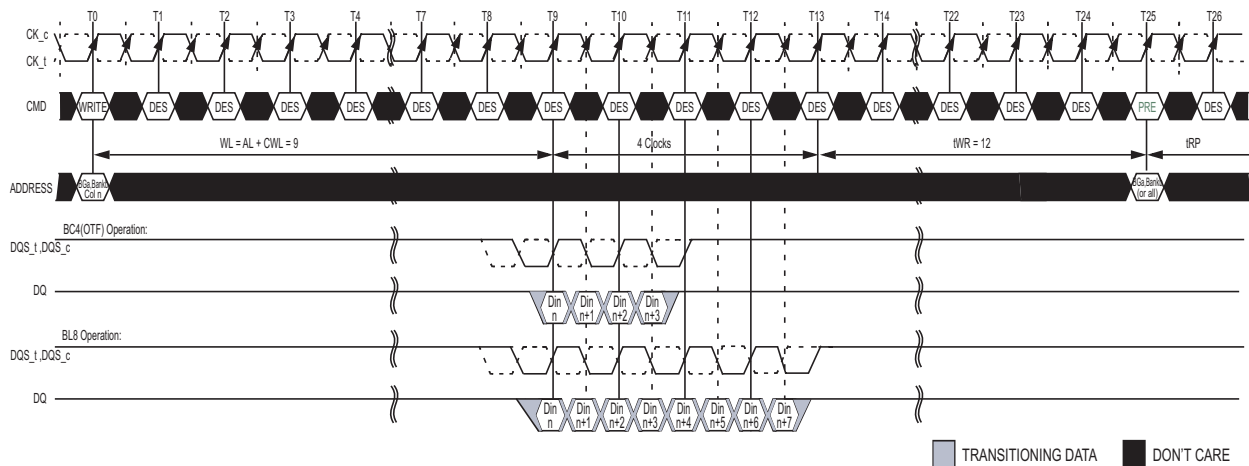 T0 T1 T2 T3 T4 T7 T8 T9 T10 T11 T12 T13 T14 T22 T23 T24 T25 T26
CK_c
CK_t
CMD WRITE DES DES DES DES DES DES DES DES DES DES DES DES DES DES DES PRE DES
WL = AL + CWL = 9 4 Clocks tWR = 12 tRP
ADDRESS
BGa,Bankb
Col n
BGa,Bankb
(or all)
BC4(OTF) Operation:
DQS_t ,DQS_c
DQ
Din Din Din Din
n n+1 n+2 n+3
BL8 Operation:
DQS_t ,DQS_c
DQ
Din Din Din Din Din Din Din Din
n n+1 n+2 n+3 n+4 n+5 n+6 n+7
TRANSITIONING DATA DON'T CARE